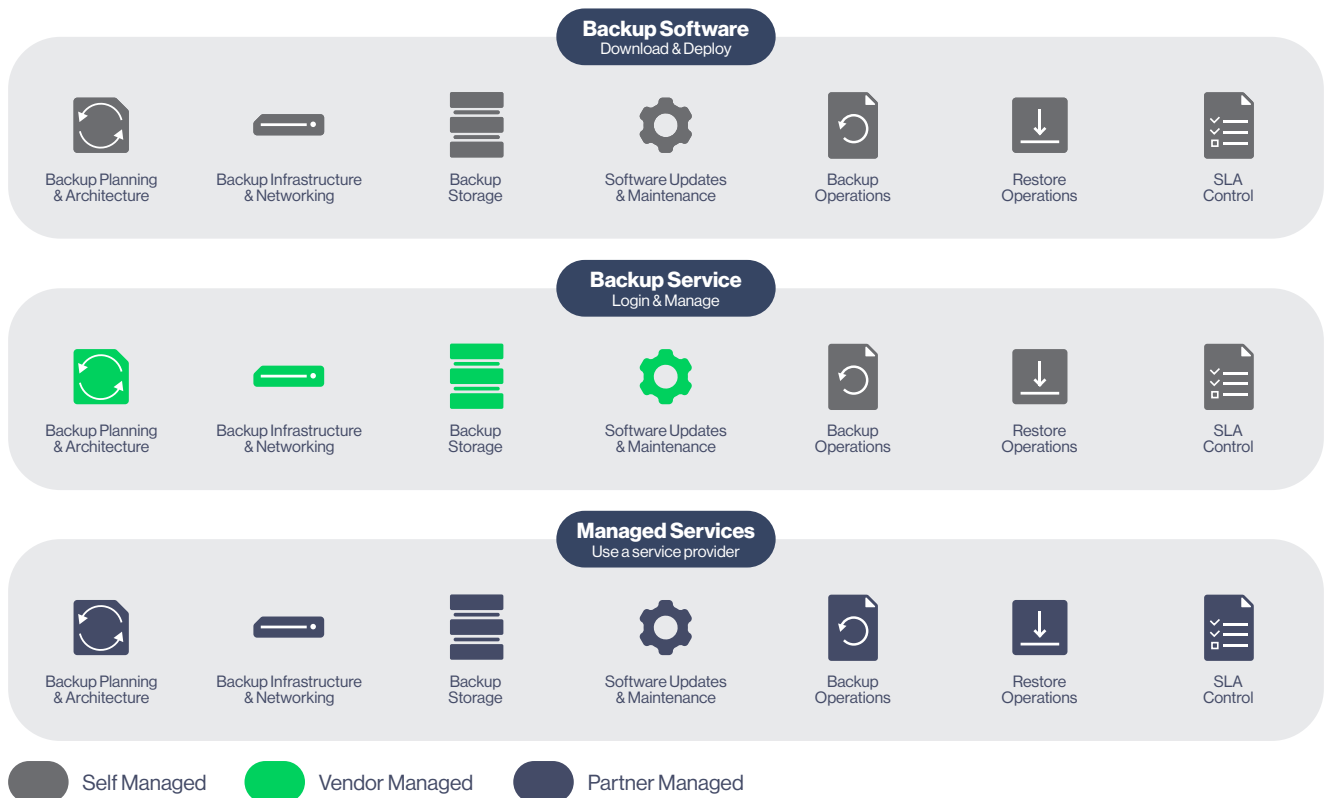 Backup Software
Download & Deploy
Backup Planning
& Architecture
Backup Infrastructure
& Networking
Backup
Storage
Software Updates
& Maintenance
Backup
Operations
Restore
Operations
SLA
Control
Backup Service
Login & Manage
Backup Planning
& Architecture
Backup Infrastructure
& Networking
Backup
Storage
Software Updates
& Maintenance
Backup
Operations
Restore
Operations
SLA
Control
Managed Services
Use a service provider
Backup Planning
& Architecture
Backup Infrastructure
& Networking
Backup
Storage
Software Updates
& Maintenance
Backup
Operations
Restore
Operations
SLA
Control
Self Managed
Vendor Managed
Partner Managed